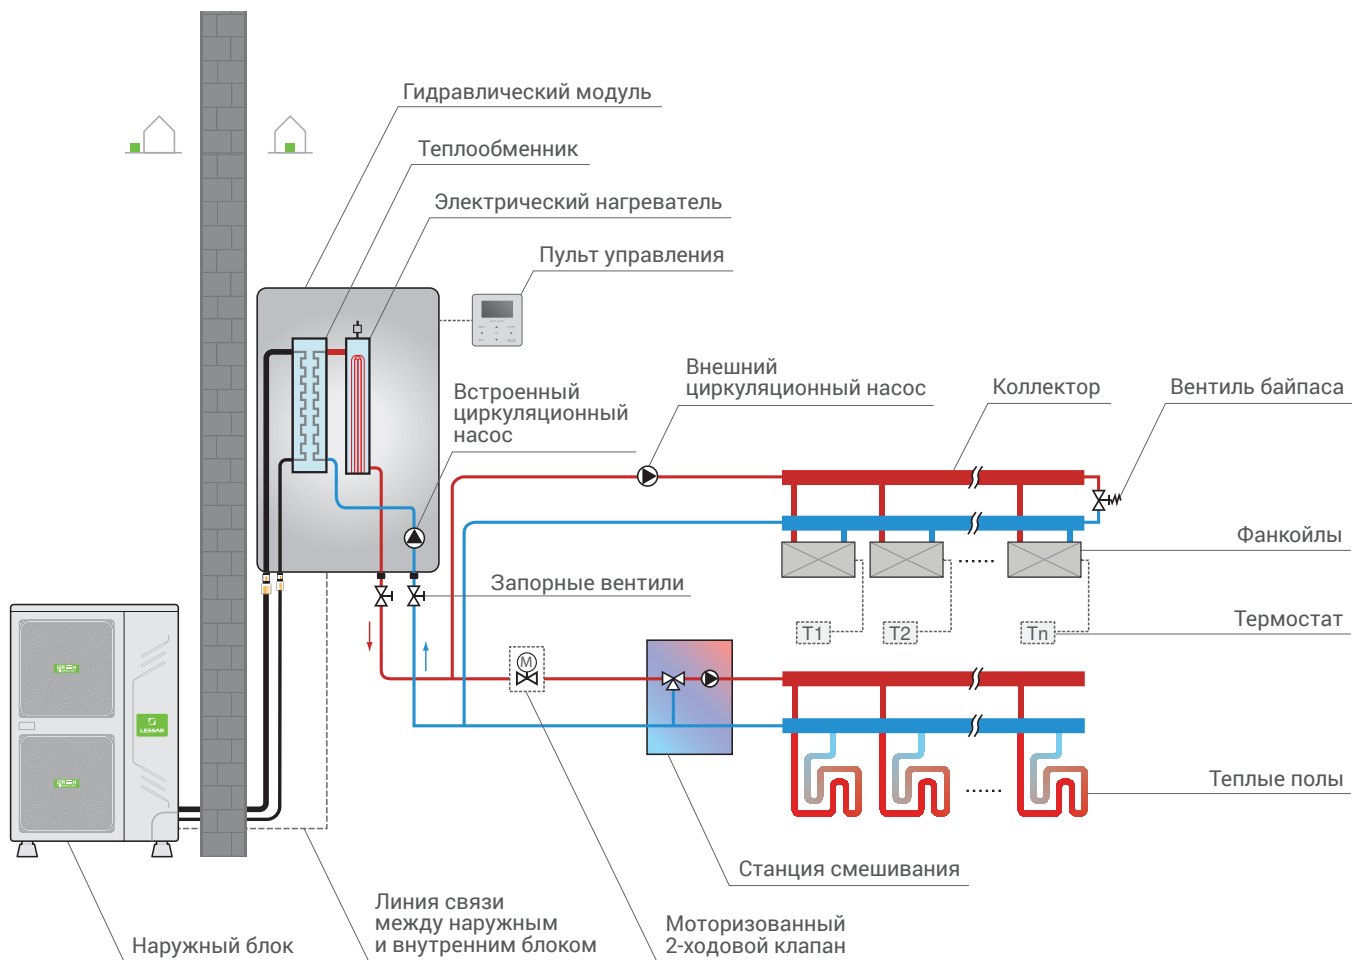 Гидравлический модуль
Теплообменник
Электрический нагреватель
Пульт управления
Встроенный
циркуляционный
насос
Внешний
циркуляционный насос
Коллектор
Вентиль байпаса
Фанкойлы
Запорные вентили
Термостат
T1
T2
Tn
M
LESSAR
Теплые полы
Станция смешивания
Линия связи
между наружным
и внутренним блоком
Моторизованный
2-ходовой клапан
Наружный блок